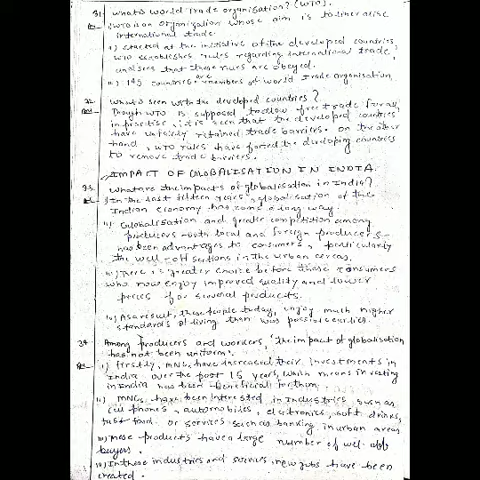 31. what is World Trade organisation? (WTO).
Ans- WTO is an organization whose aim is to liberalise
international trade.
i) started at the initiative of the developed countries
WTO establishes rules regarding international trade,
and sees that these rules are obeyed.
ii) 149 countries are members of world Trade organisation.
32. what is seen with the developed countries?
Ans- Though WTO is supposed to allow free trade for all,
in practise, it is seen that the developed countries
have unfairly retained trade barriers. On the other
hand, WTO rules have forced the developing countries
to remove trade barriers.
IMPACT OF GLOBALISATION IN INDIA.
33. what are the impacts of globalisation in India?
Ans- i) In the last fifteen years, globalisation of the
Indian economy has come a long way.
ii) Globalisation and greater competition among
producers - both local and foreign producers -
has been advantages to consumers, particularly
the well-off sections in the urban areas.
iii) There is greater choice before these consumers
who now enjoy improved quality and lower
prices for several products.
iv) As a result, these people today, enjoy much higher
standards of living than was possible earlier.
34. Among producers and workers, the impact of globalisation
has not been uniform.
Ans- i) Firstly, MNCs have increased their investments in
India over the past 15 years, which means investing
in India has been beneficial for them.
ii) MNCs have been interested in Industries such as
cell phones, automobiles, electronics, soft drinks,
fast food or services such as banking in urban areas
iii) These products have a large number of well-off
buyers.
iv) In these industries and services, new jobs have been
created.